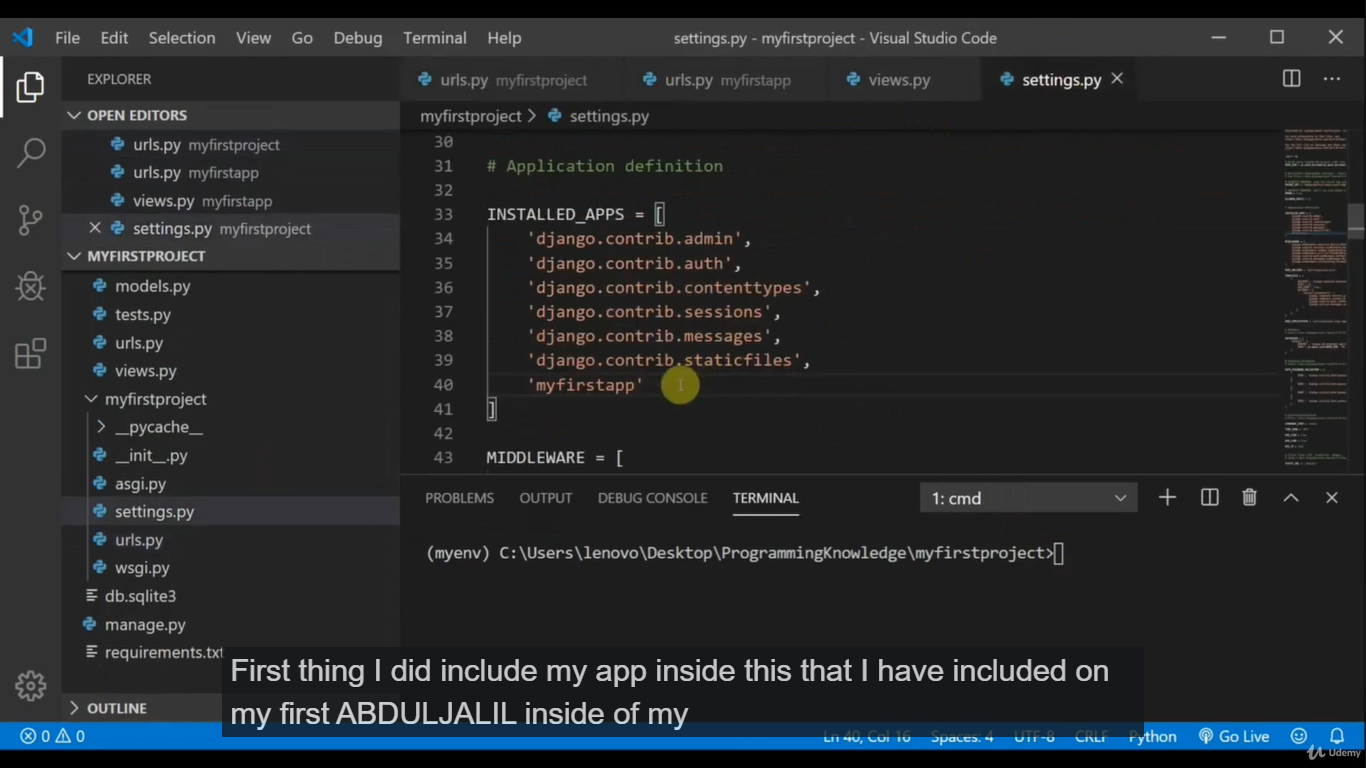 File Edit Selection View Go Debug Terminal Help
settings.py - myfirstproject - Visual Studio Code
EXPLORER
urls.py myfirstproject
urls.py myfirstapp
views.py
settings.py
OPEN EDITORS
urls.py myfirstproject
urls.py myfirstapp
views.py myfirstapp
settings.py myfirstproject
MYFIRSTPROJECT
models.py
tests.py
urls.py
views.py
myfirstproject
__pycache__
__init__.py
asgi.py
settings.py
urls.py
wsgi.py
db.sqlite3
manage.py
requirements.txt
OUTLINE
myfirstproject > settings.py
30
31 # Application definition
32
33 INSTALLED_APPS = [
34 'django.contrib.admin',
35 'django.contrib.auth',
36 'django.contrib.contenttypes',
37 'django.contrib.sessions',
38 'django.contrib.messages',
39 'django.contrib.staticfiles',
40 'myfirstapp'
41 ]
42
43 MIDDLEWARE = [
PROBLEMS OUTPUT DEBUG CONSOLE TERMINAL
1: cmd
(myenv) C:\Users\lenovo\Desktop\ProgrammingKnowledge\myfirstproject>
First thing I did include my app inside this that I have included on
my first ABDULJALIL inside of my
0 0
Ln 40, Col 16 Spaces: 4 UTF-8 CRLF Python Go Live
Udemy